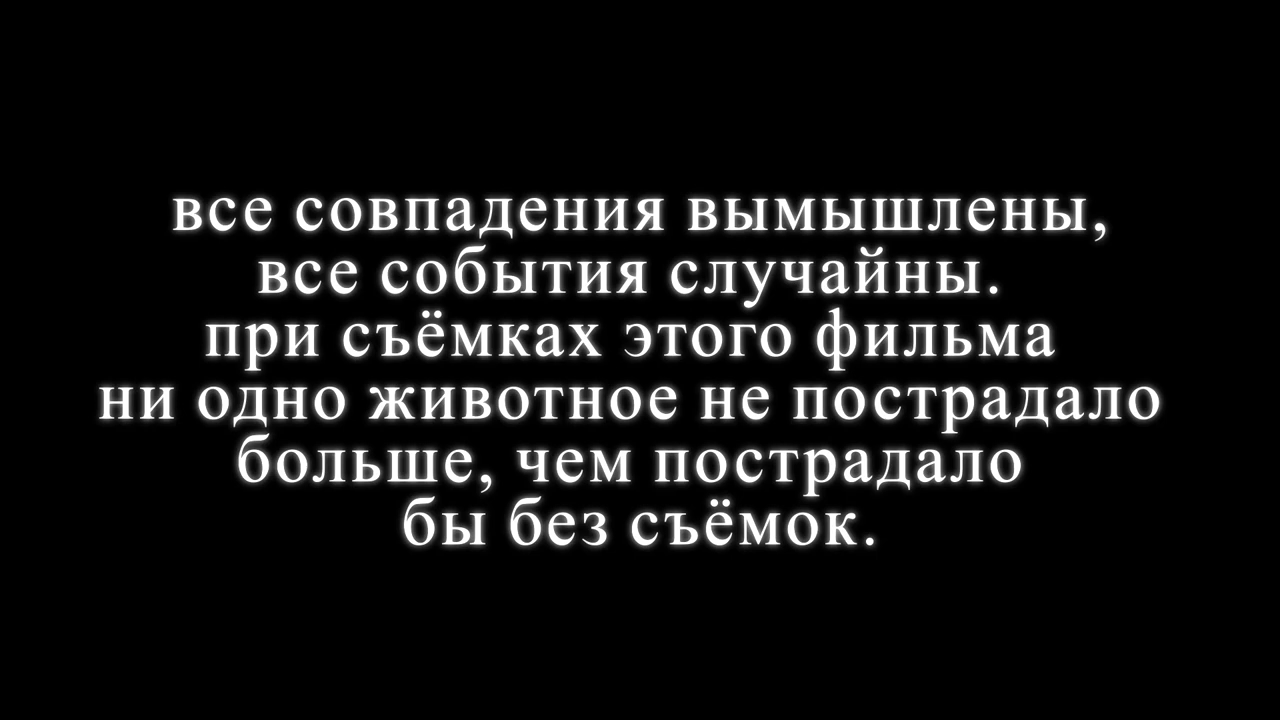 все совпадения вымышлены,
все события случайны.
при съёмках этого фильма
ни одно животное не пострадало
больше, чем пострадало
бы без съёмок.